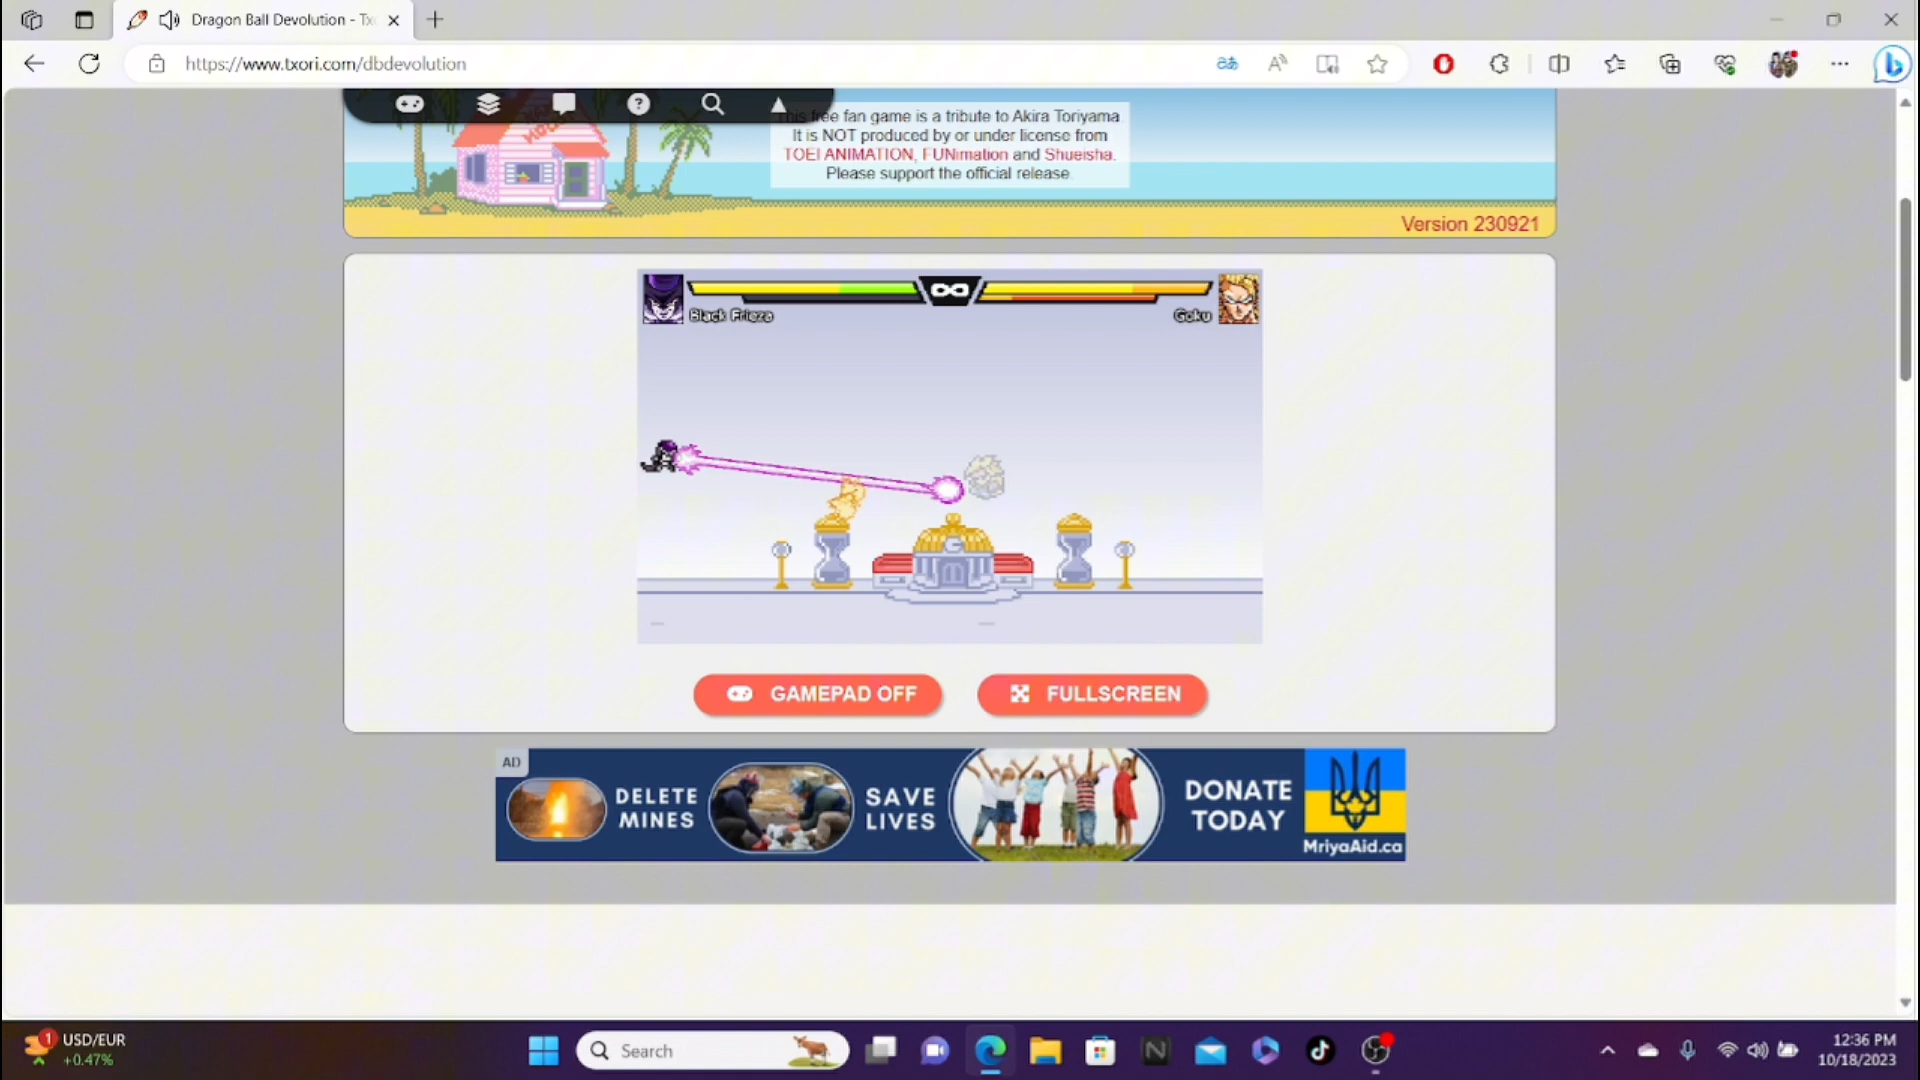 Dragon Ball Devolution - Tx
https://www.txori.com/dbdevolution
This free fan game is a tribute to Akira Toriyama.
It is NOT produced by or under license from
TOEI ANIMATION, FUNimation and Shueisha.
Please support the official release.
Version 230921
Black Frieza
Goku
GAMEPAD OFF
FULLSCREEN
AD
DELETE
MINES
SAVE
LIVES
DONATE
TODAY
MriyaAid.ca
1
USD/EUR
+0.47%
Search
12:36 PM
10/18/2023